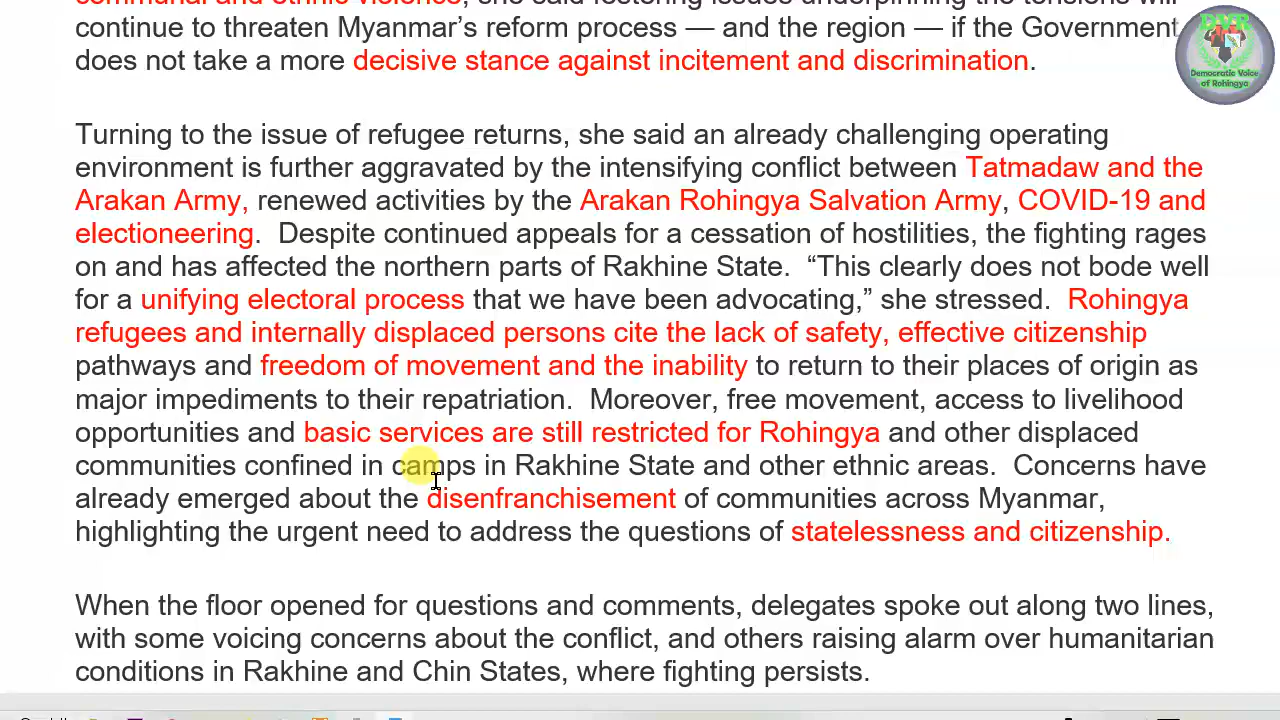 continue to threaten Myanmar's reform process — and the region — if the Government
does not take a more decisive stance against incitement and discrimination.
Turning to the issue of refugee returns, she said an already challenging operating
environment is further aggravated by the intensifying conflict between Tatmadaw and the
Arakan Army, renewed activities by the Arakan Rohingya Salvation Army, COVID-19 and
electioneering.  Despite continued appeals for a cessation of hostilities, the fighting rages
on and has affected the northern parts of Rakhine State.  “This clearly does not bode well
for a unifying electoral process that we have been advocating,” she stressed.  Rohingya
refugees and internally displaced persons cite the lack of safety, effective citizenship
pathways and freedom of movement and the inability to return to their places of origin as
major impediments to their repatriation.  Moreover, free movement, access to livelihood
opportunities and basic services are still restricted for Rohingya and other displaced
communities confined in camps in Rakhine State and other ethnic areas.  Concerns have
already emerged about the disenfranchisement of communities across Myanmar,
highlighting the urgent need to address the questions of statelessness and citizenship.
When the floor opened for questions and comments, delegates spoke out along two lines,
with some voicing concerns about the conflict, and others raising alarm over humanitarian
conditions in Rakhine and Chin States, where fighting persists.
DVR
Democratic Voice
of Rohingya